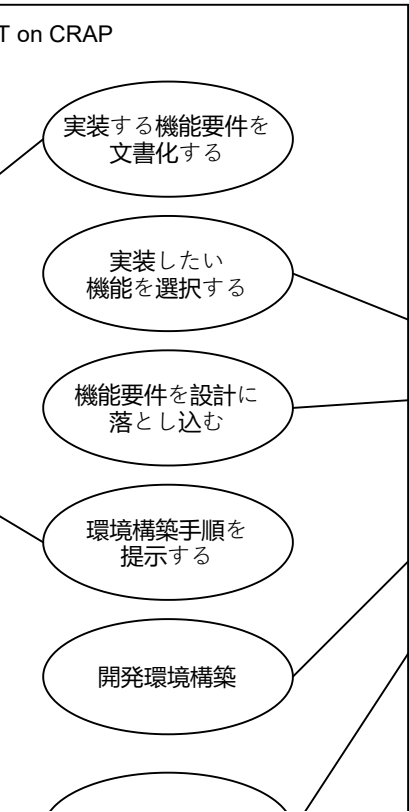 T on CRAP
実装する機能要件を
文書化する
実装したい
機能を選択する
機能要件を設計に
落とし込む
環境構築手順を
提示する
開発環境構築